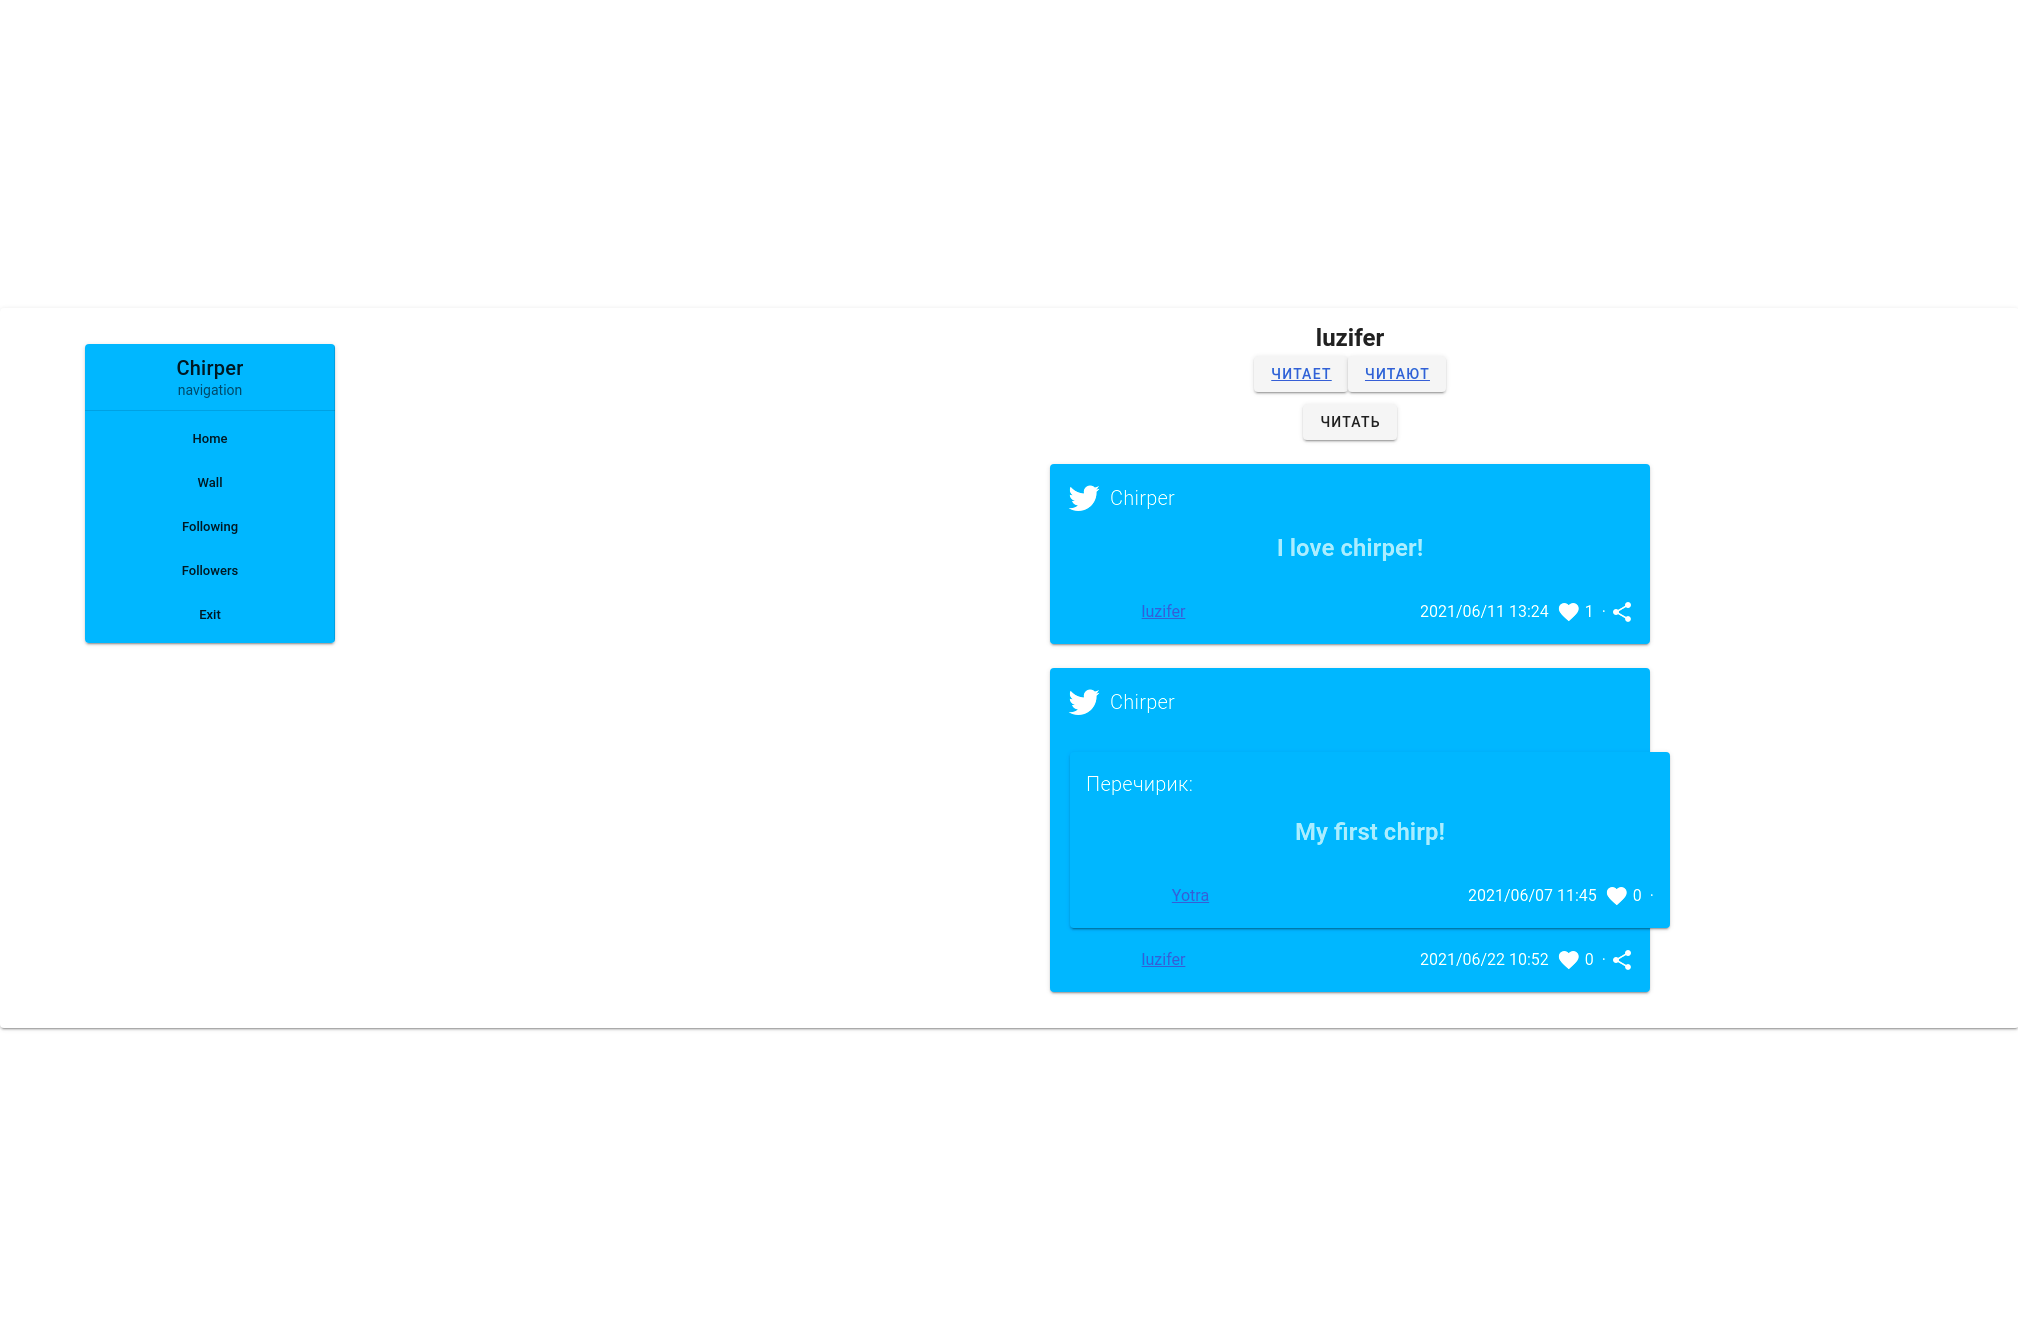 Chirper
navigation
Home
Wall
Following
Followers
Exit
luzifer
ЧИТАЕТ ЧИТАЮТ
ЧИТАТЬ
Chirper
I love chirper!
luzifer 2021/06/11 13:24 1 ·
Chirper
Перечирик:
My first chirp!
Yotra 2021/06/07 11:45 0 ·
luzifer 2021/06/22 10:52 0 ·